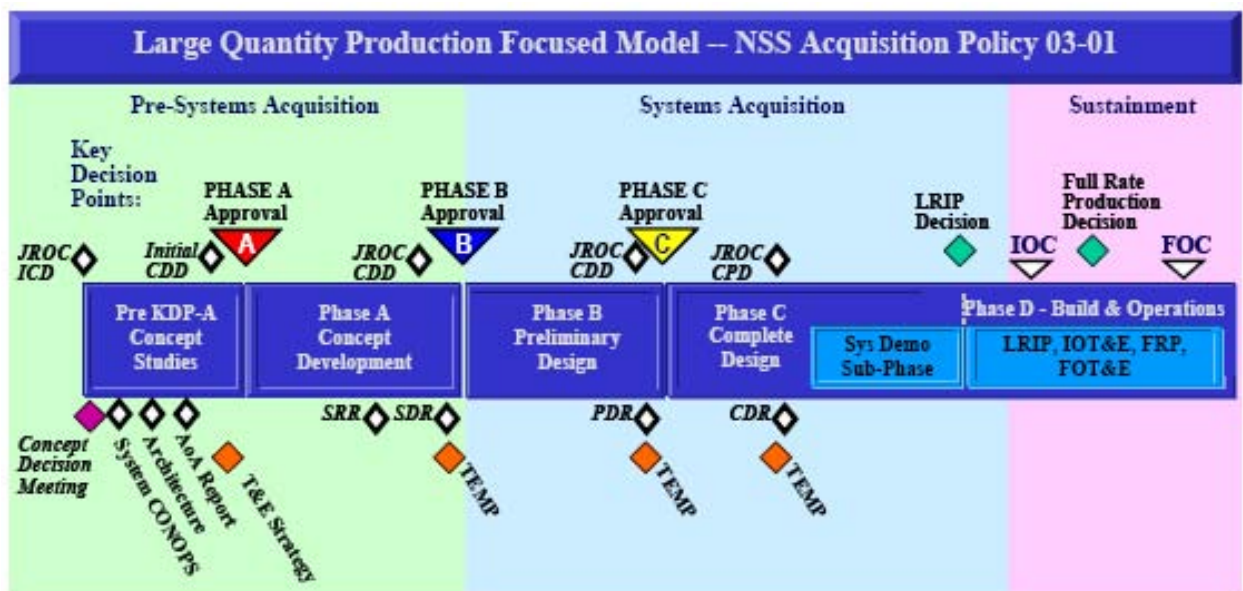 Large Quantity Production Focused Model -- NSS Acquisition Policy 03-01
Pre-Systems Acquisition
Systems Acquisition
Sustainment
Key
Decision
Points:
PHASE A
Approval
A
PHASE B
Approval
B
PHASE C
Approval
C
LRIP
Decision
Full Rate
Production
Decision
JROC
ICD
Initial
CDD
JROC
CDD
JROC
CDD
JROC
CPD
IOC
FOC
Pre KDP-A
Concept
Studies
Phase A
Concept
Development
Phase B
Preliminary
Design
Phase C
Complete
Design
Sys Demo
Sub-Phase
Phase D - Build & Operations
LRIP, IOT&E, FRP,
FOT&E
SRR
SDR
PDR
CDR
Concept
Decision
Meeting
System CONOPS
Architecture
AoA Report
T&E Strategy
TEMP
TEMP
TEMP